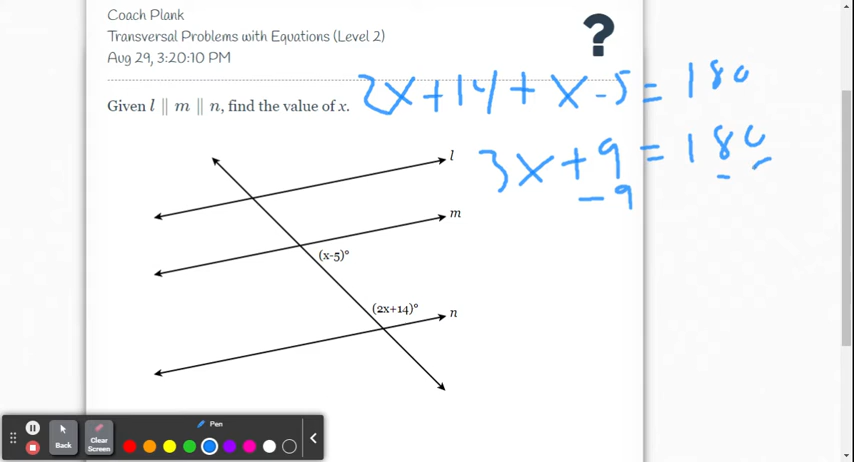 Coach Plank
Transversal Problems with Equations (Level 2)
Aug 29, 3:20:10 PM
?
Given l || m || n, find the value of x.
2x+14+x-5=180
3x+9=180
-9
l
m
(x-5)°
(2x+14)°
n
Pen
Back
Clear Screen